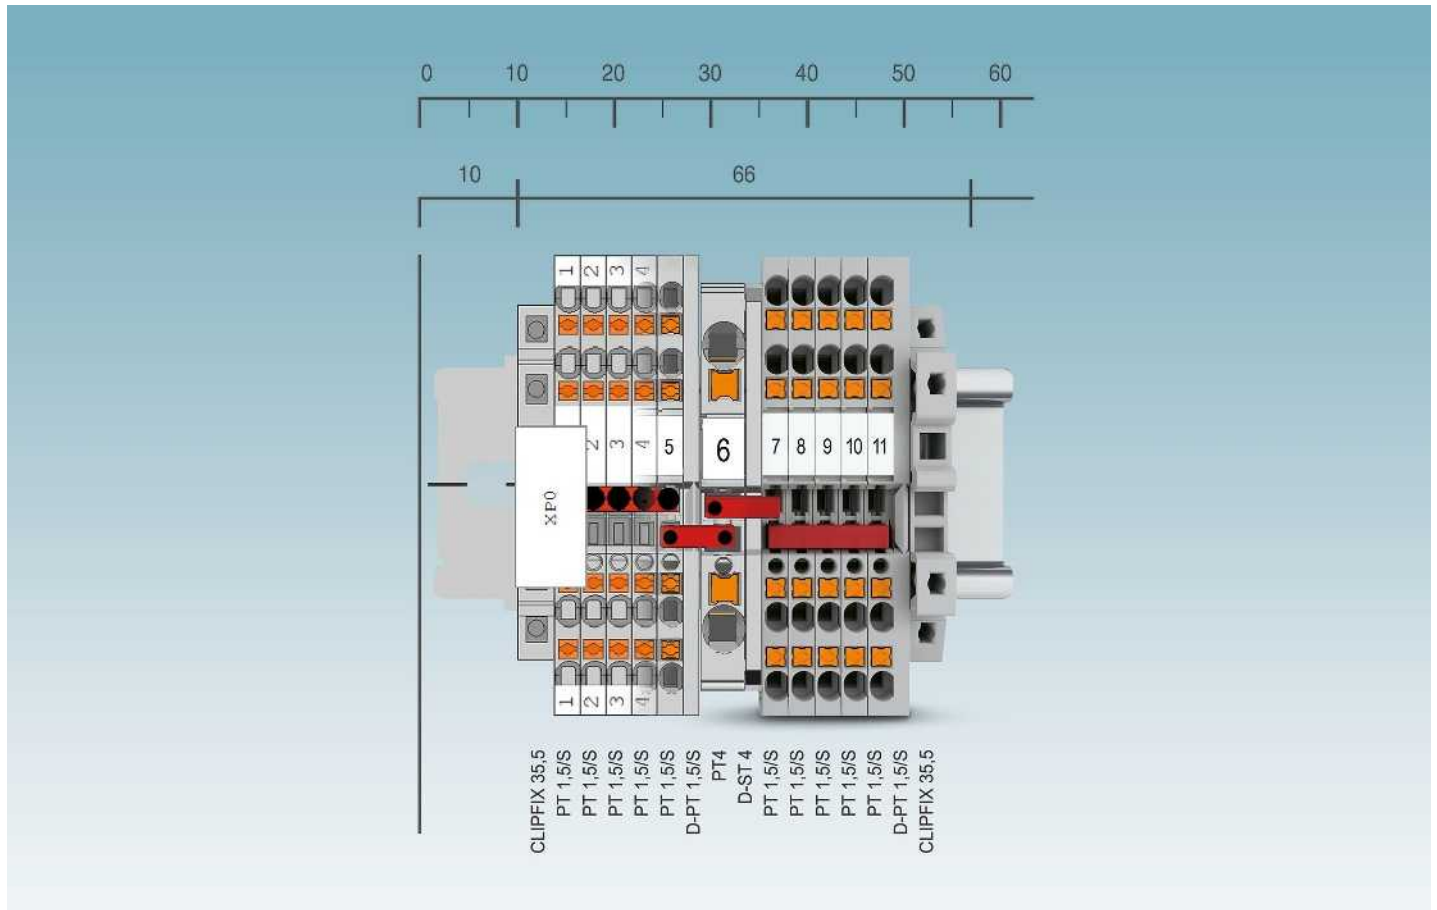 0 10 20 30 40 50 60
10 66
1 2 3 4
2 3 4 5 6 7 8 9 10 11
XP0
1 2 3 4
CLIPFIX 35,5
PT 1,5/S
PT 1,5/S
PT 1,5/S
PT 1,5/S
PT 1,5/S
D-PT 1,5/S
PT4
D-ST 4
PT 1,5/S
PT 1,5/S
PT 1,5/S
PT 1,5/S
PT 1,5/S
D-PT 1,5/S
CLIPFIX 35,5